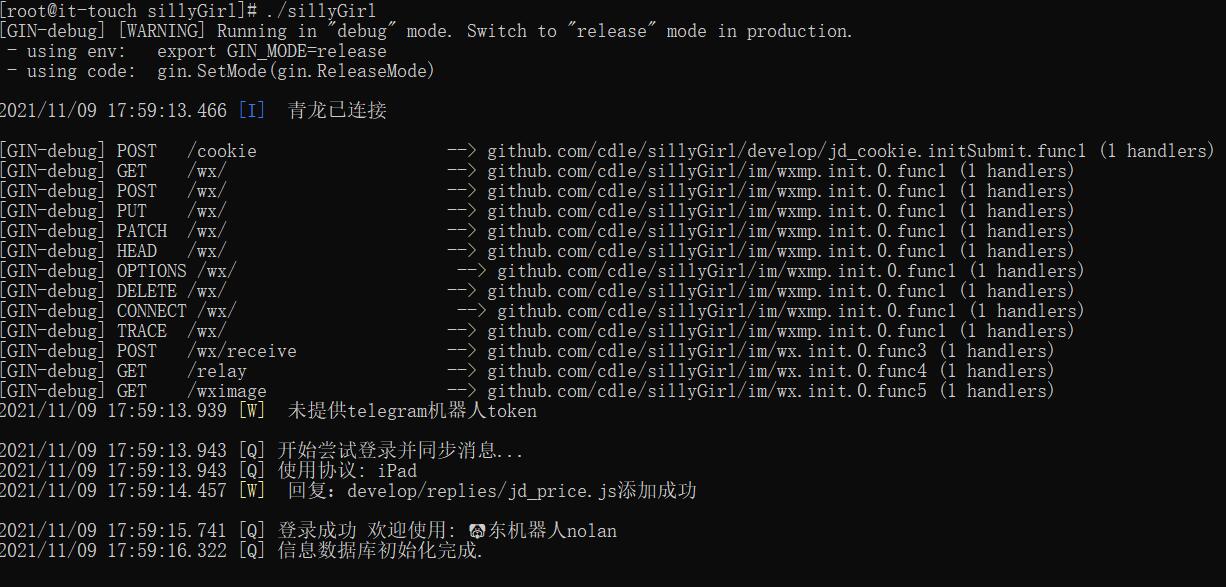 [root@it-touch sillyGirl]# ./sillyGirl
[GIN-debug] [WARNING] Running in "debug" mode. Switch to "release" mode in production.
- using env:   export GIN_MODE=release
- using code:  gin.SetMode(gin.ReleaseMode)
2021/11/09 17:59:13.466 [I]  青龙已连接
[GIN-debug] POST   /cookie                   --> github.com/cdle/sillyGirl/develop/jd_cookie.initSubmit.func1 (1 handlers)
[GIN-debug] GET    /wx/                      --> github.com/cdle/sillyGirl/im/wxmp.init.0.func1 (1 handlers)
[GIN-debug] POST   /wx/                      --> github.com/cdle/sillyGirl/im/wxmp.init.0.func1 (1 handlers)
[GIN-debug] PUT    /wx/                      --> github.com/cdle/sillyGirl/im/wxmp.init.0.func1 (1 handlers)
[GIN-debug] PATCH  /wx/                      --> github.com/cdle/sillyGirl/im/wxmp.init.0.func1 (1 handlers)
[GIN-debug] HEAD   /wx/                      --> github.com/cdle/sillyGirl/im/wxmp.init.0.func1 (1 handlers)
[GIN-debug] OPTIONS /wx/                      --> github.com/cdle/sillyGirl/im/wxmp.init.0.func1 (1 handlers)
[GIN-debug] DELETE /wx/                      --> github.com/cdle/sillyGirl/im/wxmp.init.0.func1 (1 handlers)
[GIN-debug] CONNECT /wx/                      --> github.com/cdle/sillyGirl/im/wxmp.init.0.func1 (1 handlers)
[GIN-debug] TRACE  /wx/                      --> github.com/cdle/sillyGirl/im/wxmp.init.0.func1 (1 handlers)
[GIN-debug] POST   /wx/receive               --> github.com/cdle/sillyGirl/im/wx.init.0.func3 (1 handlers)
[GIN-debug] GET    /relay                    --> github.com/cdle/sillyGirl/im/wx.init.0.func4 (1 handlers)
[GIN-debug] GET    /wximage                  --> github.com/cdle/sillyGirl/im/wx.init.0.func5 (1 handlers)
2021/11/09 17:59:13.939 [W]  未提供telegram机器人token
2021/11/09 17:59:13.943 [Q] 开始尝试登录并同步消息...
2021/11/09 17:59:13.943 [Q] 使用协议: iPad
2021/11/09 17:59:14.457 [W]  回复：develop/replies/jd_price.js添加成功
2021/11/09 17:59:15.741 [Q] 登录成功 欢迎使用: 🐶东机器人nolan
2021/11/09 17:59:16.322 [Q] 信息数据库初始化完成.